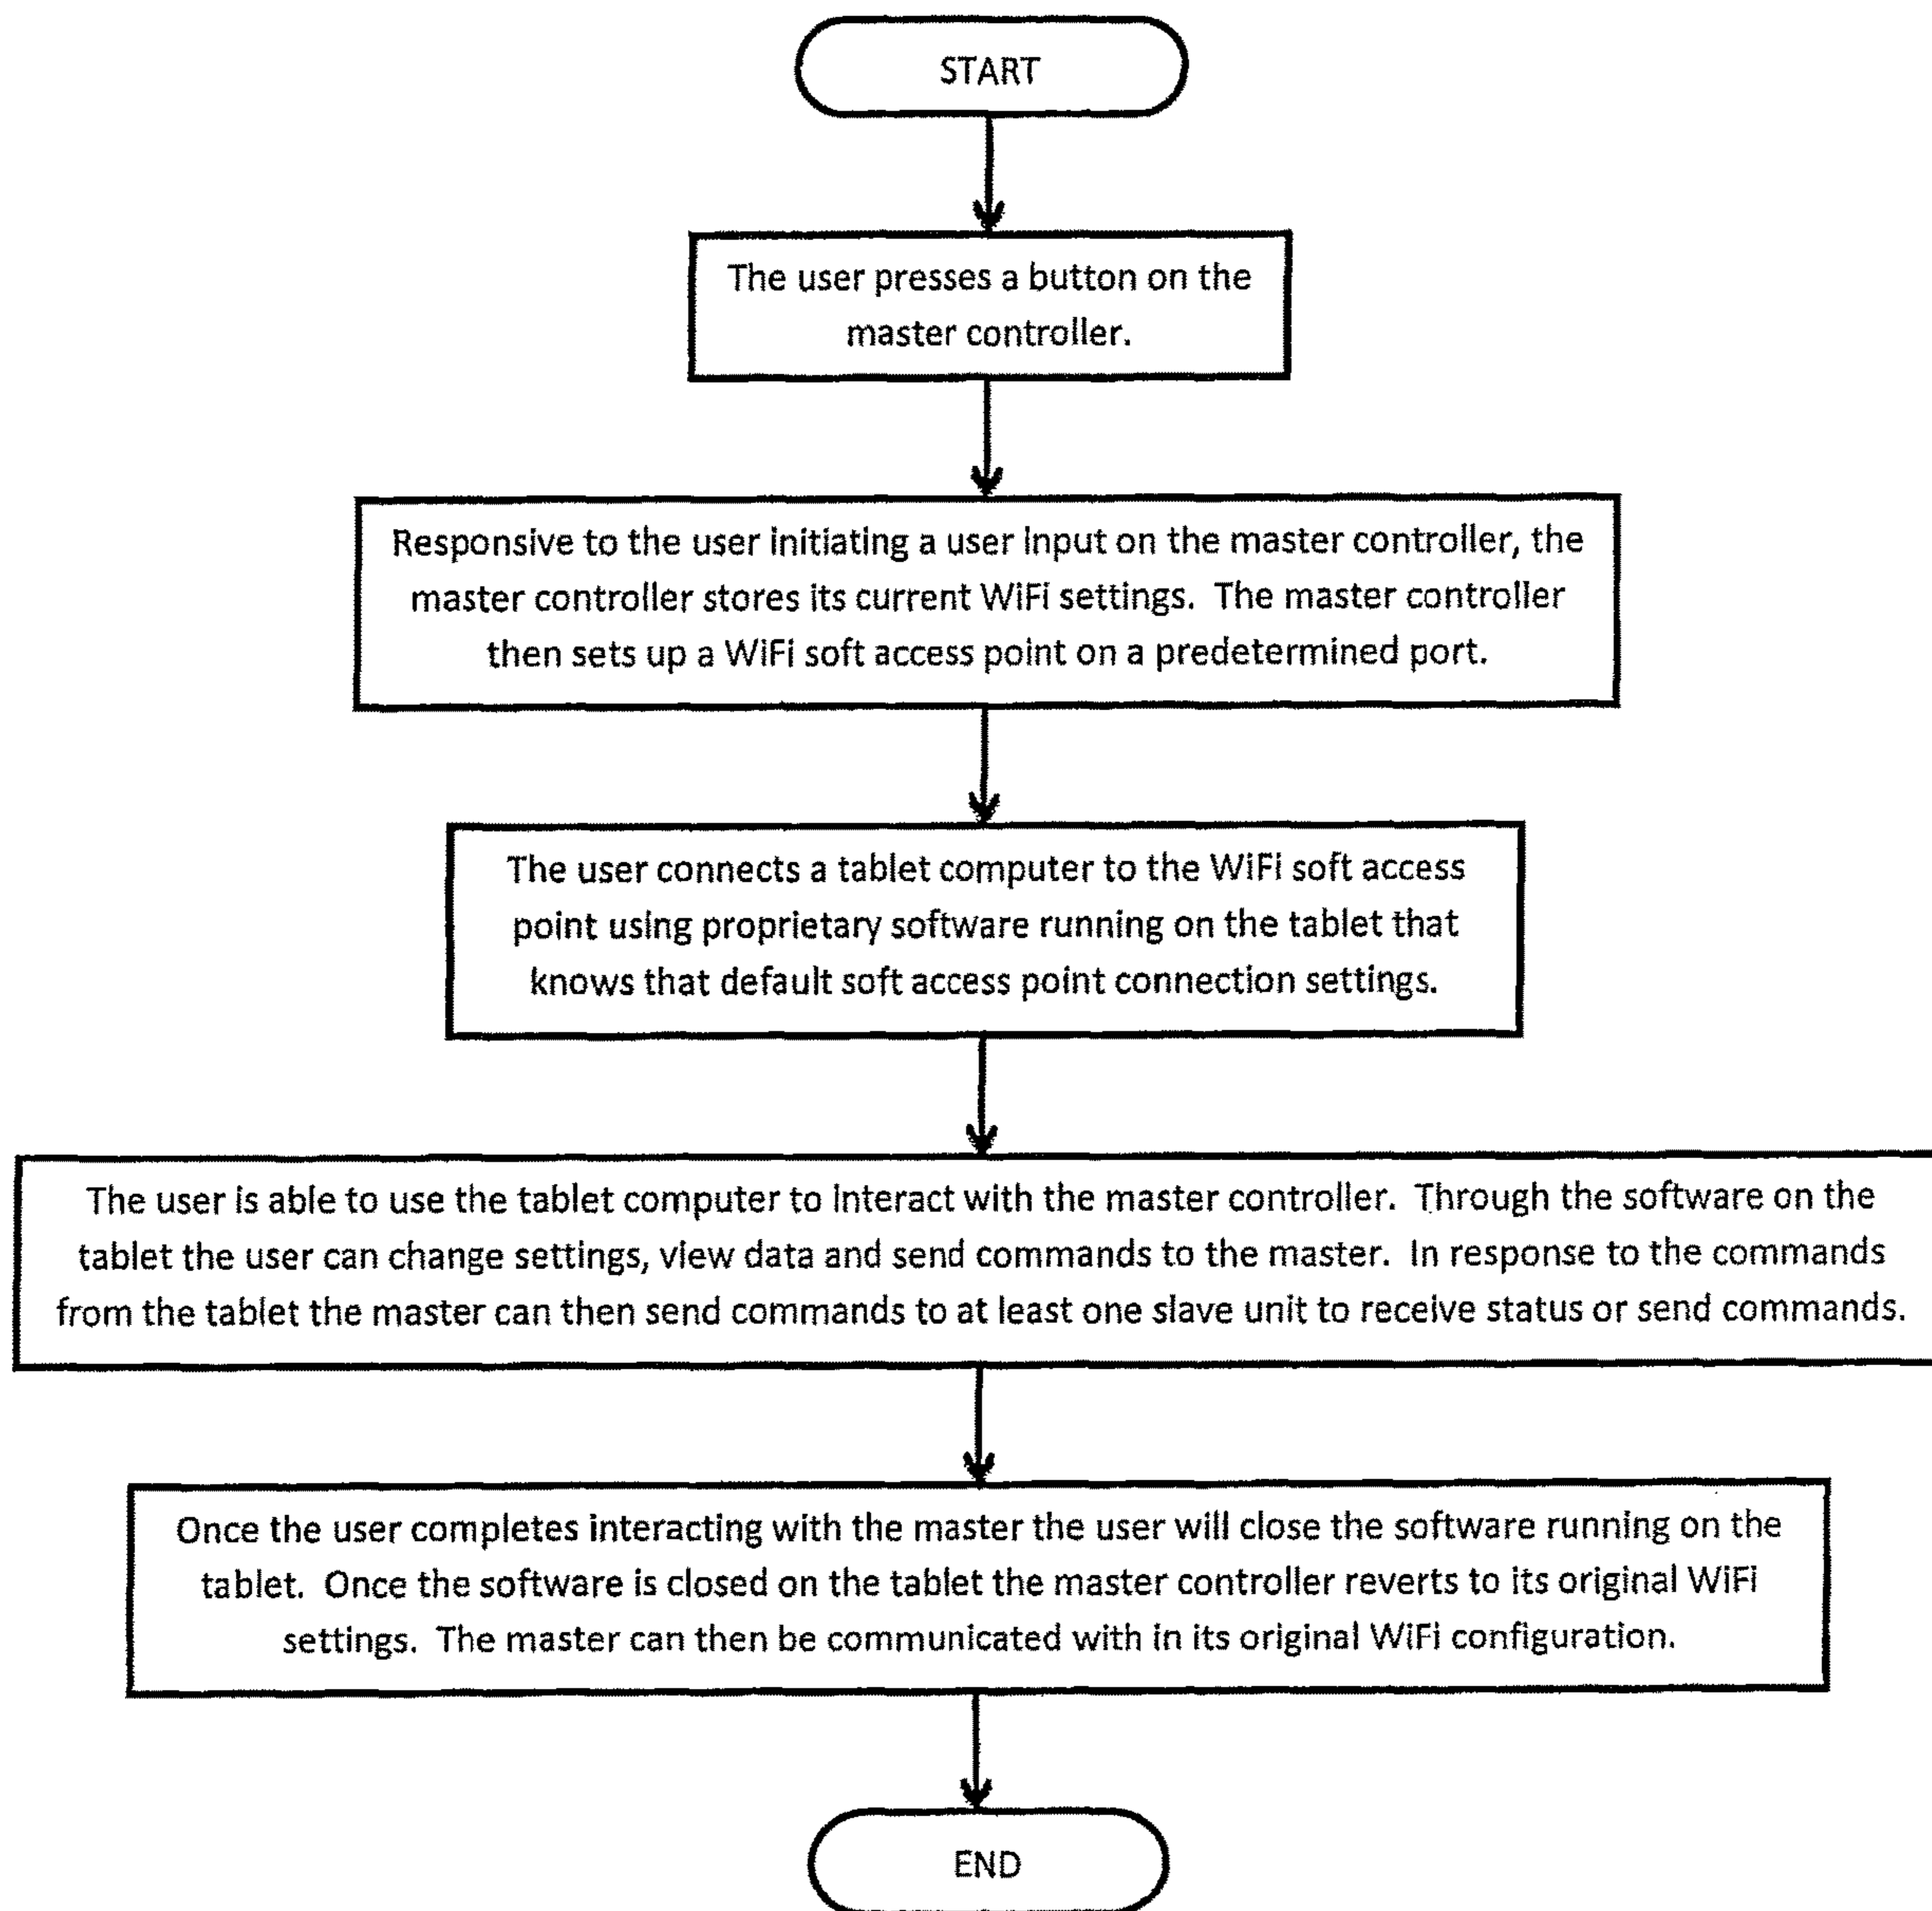 START
The user presses a button on the
master controller.
Responsive to the user initiating a user input on the master controller, the
master controller stores its current WiFi settings. The master controller
then sets up a WiFi soft access point on a predetermined port.
The user connects a tablet computer to the WiFi soft access
point using proprietary software running on the tablet that
knows that default soft access point connection settings.
The user is able to use the tablet computer to interact with the master controller. Through the software on the
tablet the user can change settings, view data and send commands to the master. In response to the commands
from the tablet the master can then send commands to at least one slave unit to receive status or send commands.
Once the user completes interacting with the master the user will close the software running on the
tablet. Once the software is closed on the tablet the master controller reverts to its original WiFi
settings. The master can then be communicated with in its original WiFi configuration.
END